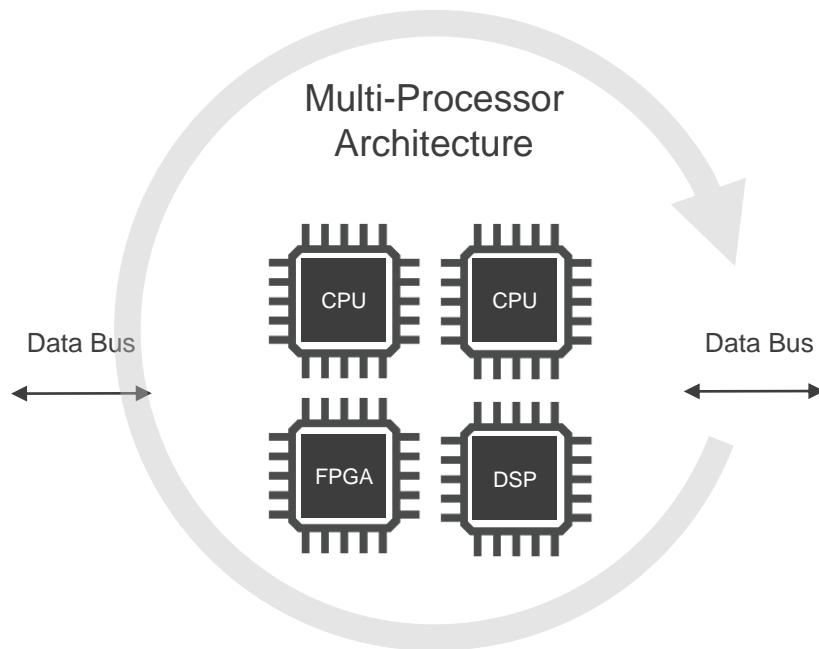 Multi-Processor
Architecture
CPU
CPU
Data Bus
Data Bus
FPGA
DSP